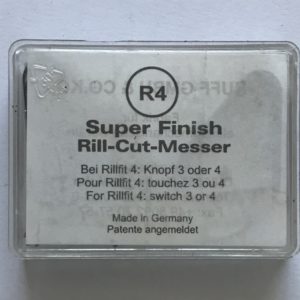 R4
Super Finish
Rill-Cut-Messer
Bei Rillfit 4: Knopf 3 oder 4
Pour Rillfit 4: touchez 3 ou 4
For Rillfit 4: switch 3 or 4
Made in Germany
Patente angemeldet